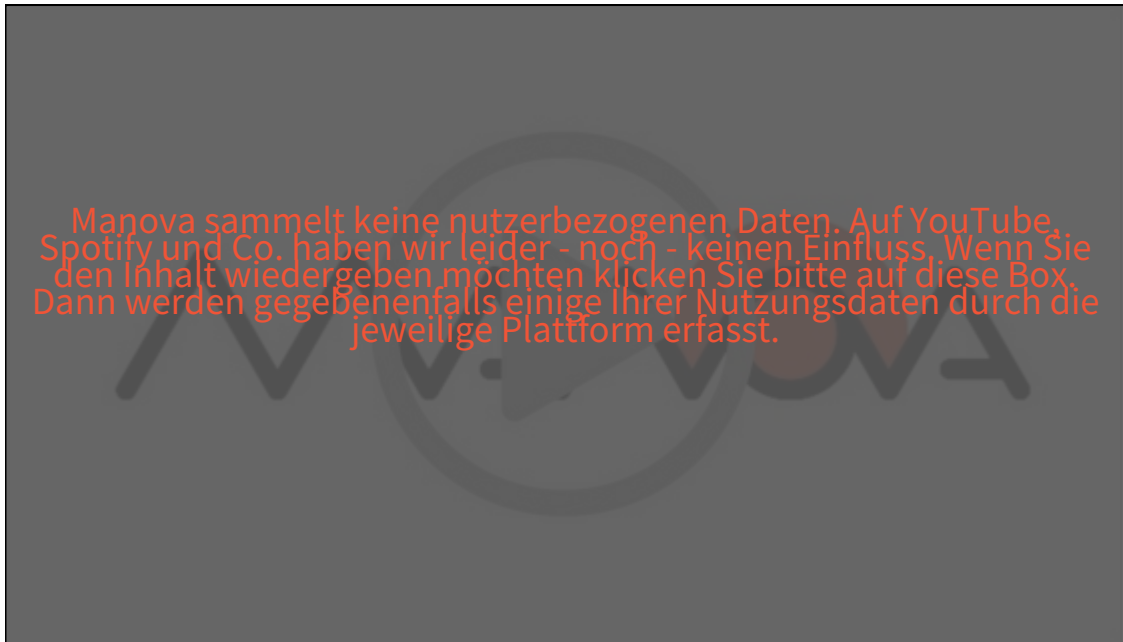 Manova sammelt keine nutzerbezogenen Daten. Auf YouTube,
Spotify und Co. haben wir leider - noch - keinen Einfluss. Wenn Sie
den Inhalt wiedergeben möchten klicken Sie bitte auf diese Box.
Dann werden gegebenenfalls einige Ihrer Nutzungsdaten durch die
jeweilige Plattform erfasst.
MANOVA